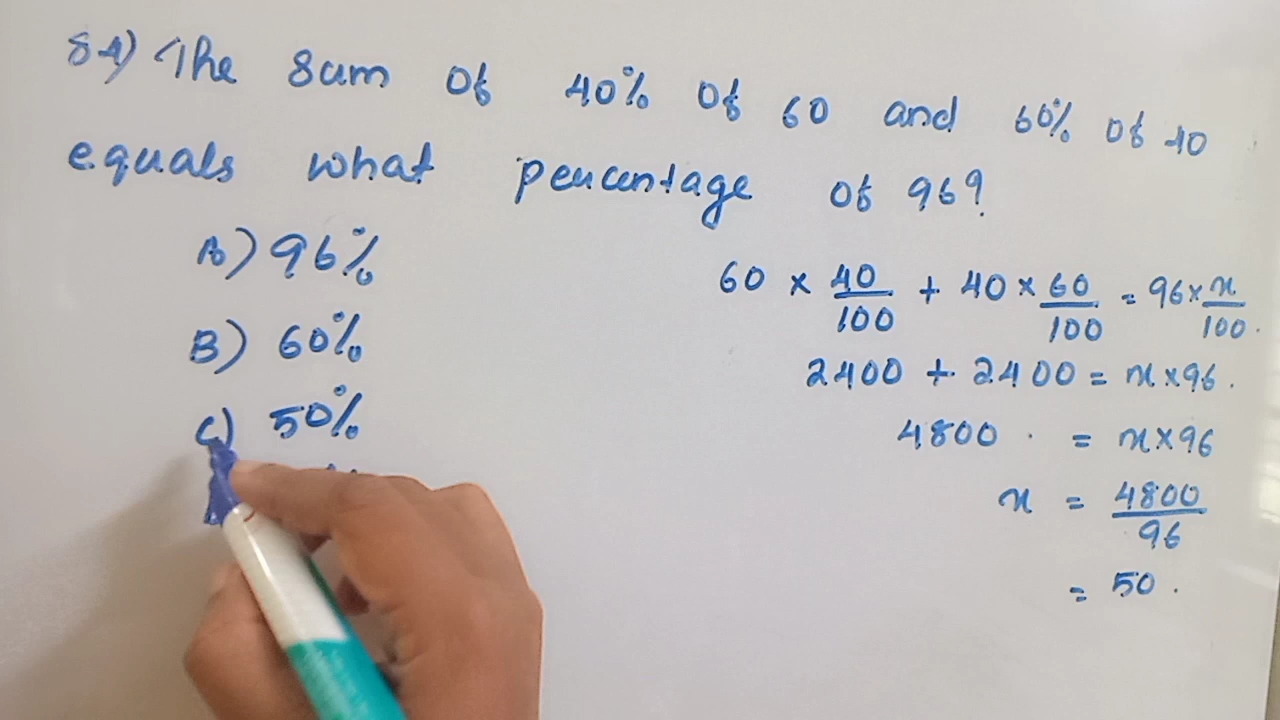 84) The sum of 40% of 60 and 60% of 40
equals what percentage of 96?
A) 96%
B) 60%
C) 50%
60 × 40/100 + 40 × 60/100 = 96 × x/100.
2400 + 2400 = x × 96.
4800 = x × 96
x = 4800/96
= 50.